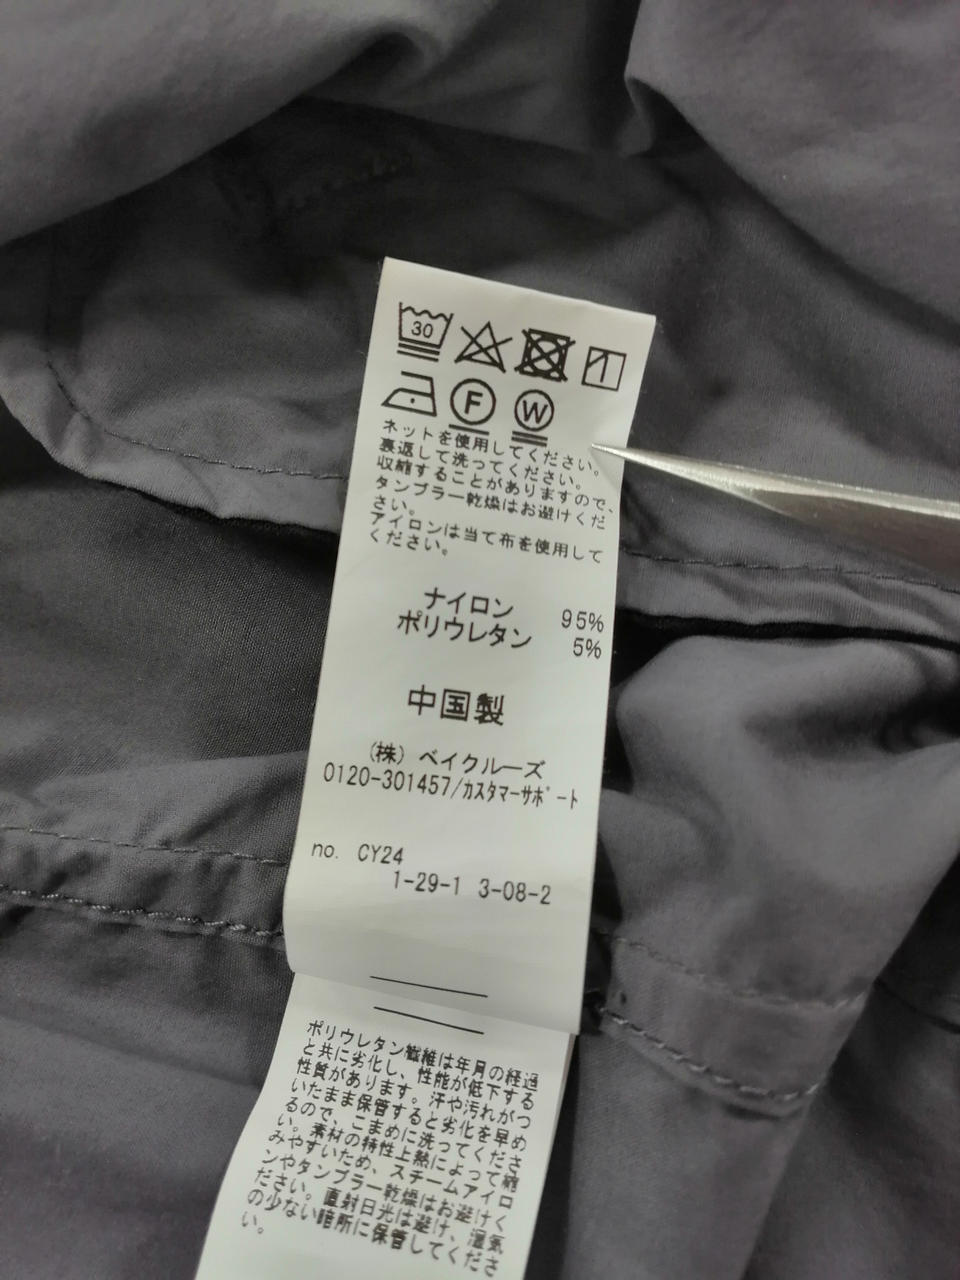 30
F W
ネットを使用してください。
裏返して洗ってください。
収縮することがありますので、
タンブラー乾燥はお避けくだ
さい。
アイロンは当て布を使用して
ください。
ナイロン 95%
ポリウレタン 5%
中国製
(株) ベイクルーズ
0120-301457/カスタマーサポート
no. CY24
1-29-1 3-08-2
ポリウレタン繊維は年月の経過
と共に劣化し、性能が低下する
性質があります。汗や汚れがつ
いたまま保管すると劣化を早め
るので、こまめに洗ってくださ
い。素材の特性上熱によって縮
みやすいため、スチームアイロ
ンやタンブラー乾燥はお避けく
ださい。直射日光は避け、湿気
の少ない暗所に保管してくださ
い。